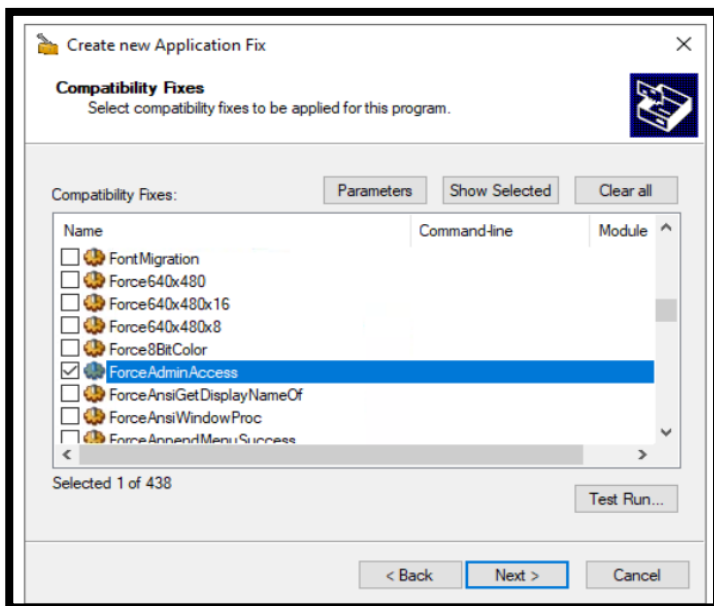 Create new Application Fix
Compatibility Fixes
Select compatibility fixes to be applied for this program.
Compatibility Fixes:
Parameters
Show Selected
Clear all
Name
Command-line
Module
FontMigration
Force640x480
Force640x480x16
Force640x480x8
Force8BitColor
ForceAdminAccess
ForceAnsiGetDisplayNameOf
ForceAnsiWindowProc
ForceAppendMenuSuccess
Selected 1 of 438
Test Run...
< Back
Next >
Cancel